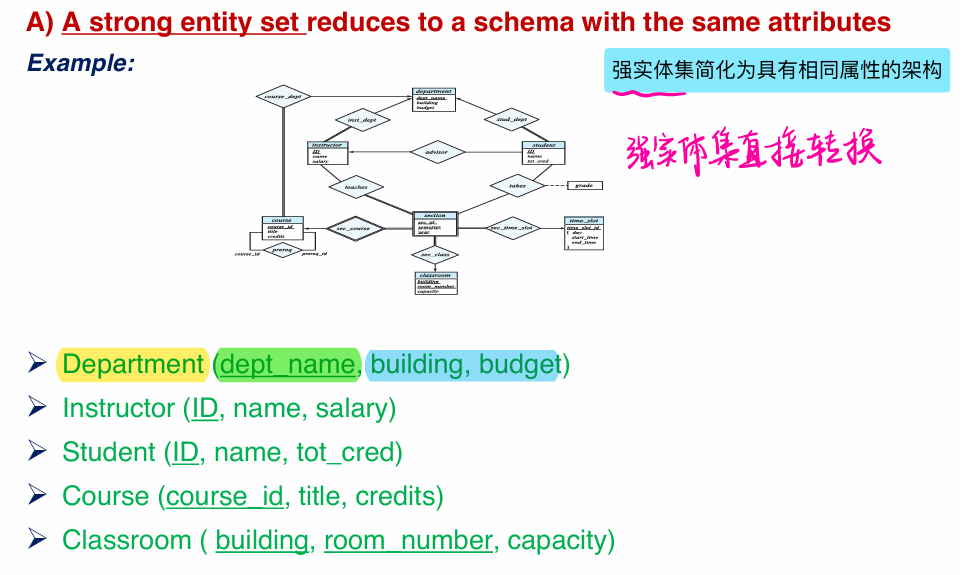 A) A strong entity set reduces to a schema with the same attributes
Example:
强实体集简化为具有相同属性的架构
强实体集直接转换
course_dept
department
dept_name
building
budget
inst_dept
stud_dept
instructor
ID
name
salary
advisor
student
ID
name
tot_cred
teaches
takes
grade
course
course_id
title
credits
sec_course
section
sec_id
semester
year
sec_time_slot
time_slot
time_slot_id
{ day
start_time
end_time
}
course_id
prereq
prereq_id
sec_class
classroom
building
room_number
capacity
➢ Department (dept_name, building, budget)
➢ Instructor (ID, name, salary)
➢ Student (ID, name, tot_cred)
➢ Course (course_id, title, credits)
➢ Classroom ( building, room_number, capacity)